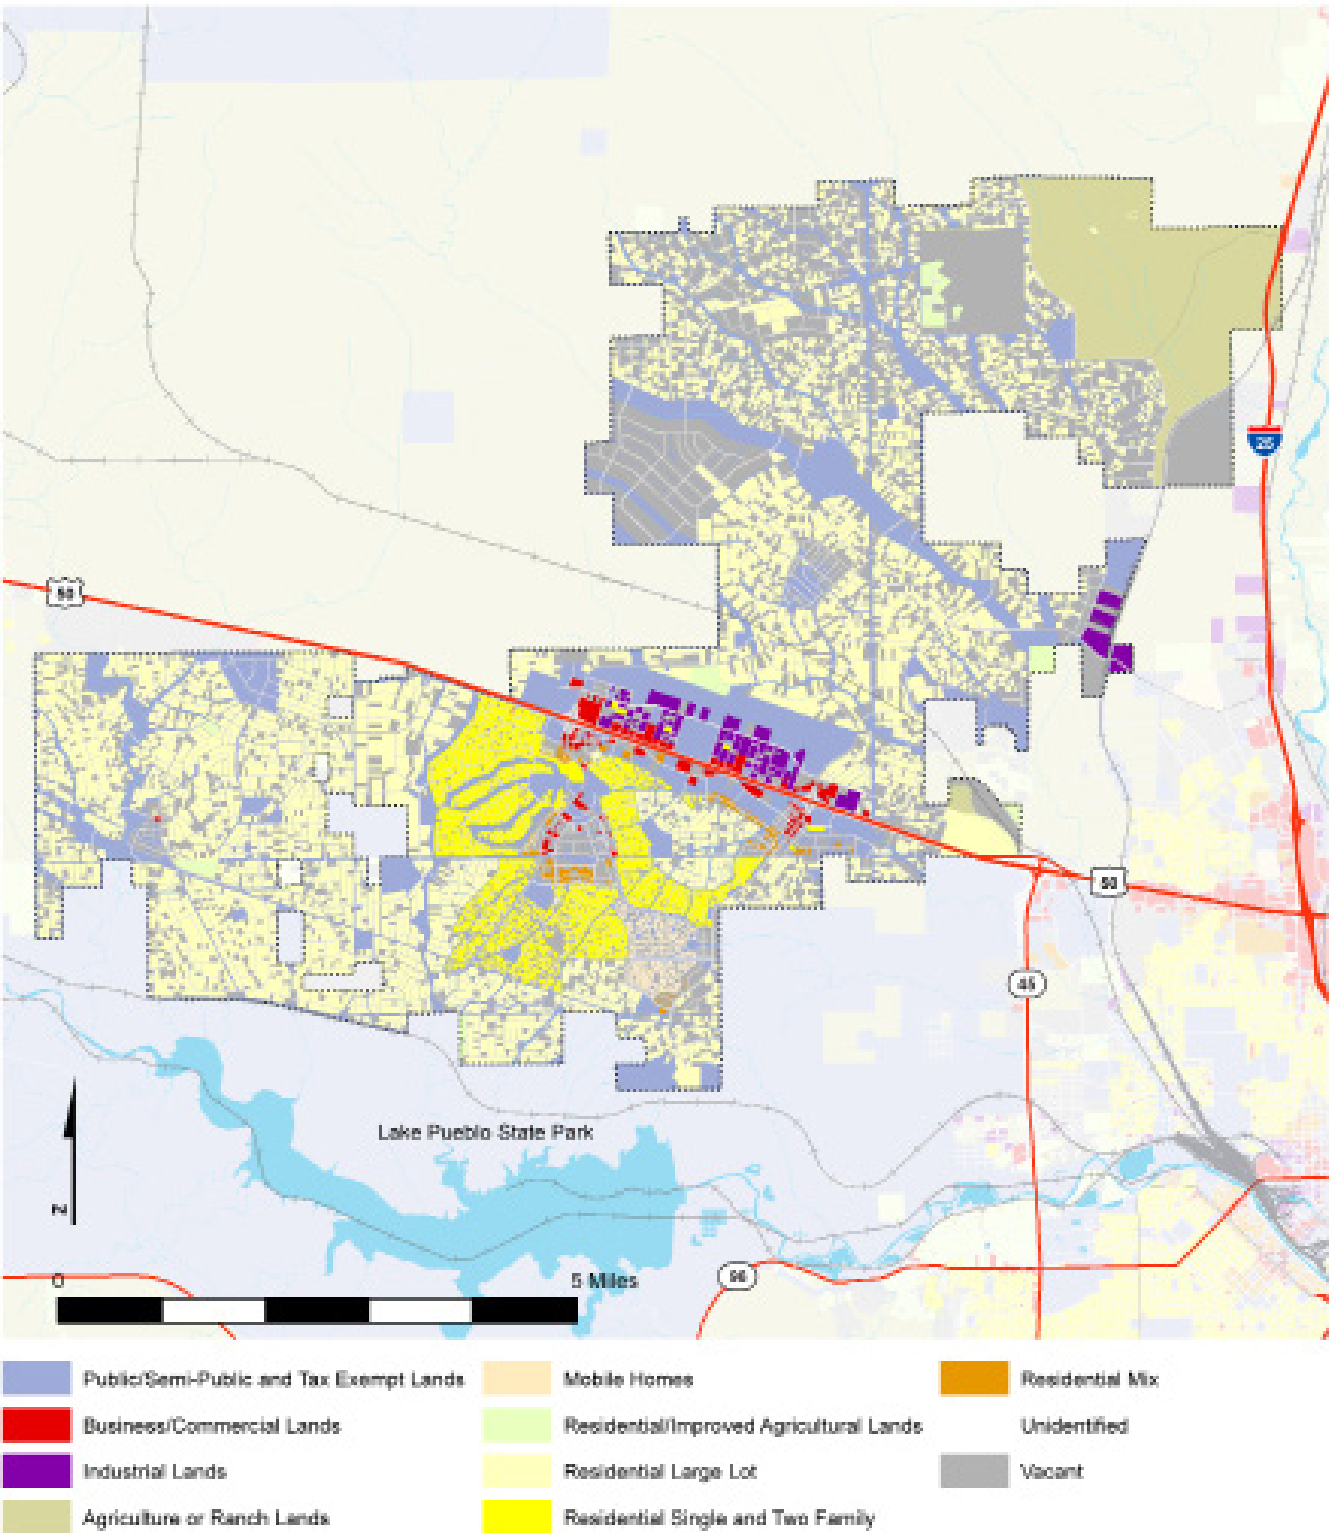 25
50
50
45
Lake Pueblo State Park
N
0 5 Miles
96
Public/Semi-Public and Tax Exempt Lands Mobile Homes Residential Mix
Business/Commercial Lands Residential/Improved Agricultural Lands Unidentified
Industrial Lands Residential Large Lot Vacant
Agriculture or Ranch Lands Residential Single and Two Family